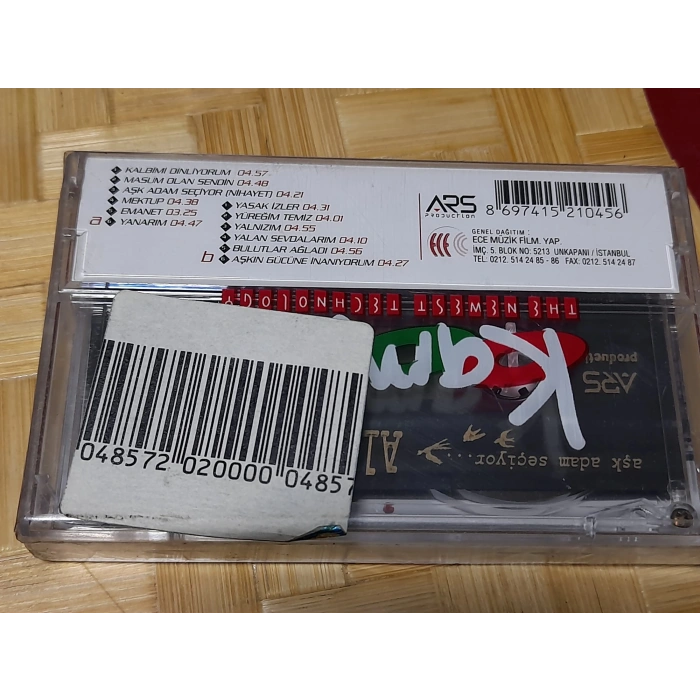 KALBİMİ DİNLİYORUM 04.57
MASUM OLAN SENDİN 04.48
AŞK ADAM SEÇİYOR (NİHAYET) 04.21
MEKTUP 04.38
EMANET 03.25
a YANARIM 04.47
YASAK İZLER 04.31
YÜREĞİM TEMİZ 04.01
YALNIZIM 04.55
YALAN SEVDALARIM 04.10
BULUTLAR AĞLADI 04.56
b AŞKIN GÜCÜNE İNANIYORUM 04.27
ARS
PRODUCTION
8 697415 210456
GENEL DAĞITIM :
ECE MÜZİK FİLM. YAP.
İMÇ. 5. BLOK NO: 5213 UNKAPANI / İSTANBUL
TEL: 0212. 514 24 85 - 86 FAX: 0212. 514 24 87
THE NEWEST TECHNOLOGY
Kam
ARS
product
aşk adam seçiyor...
048572 020000 04857